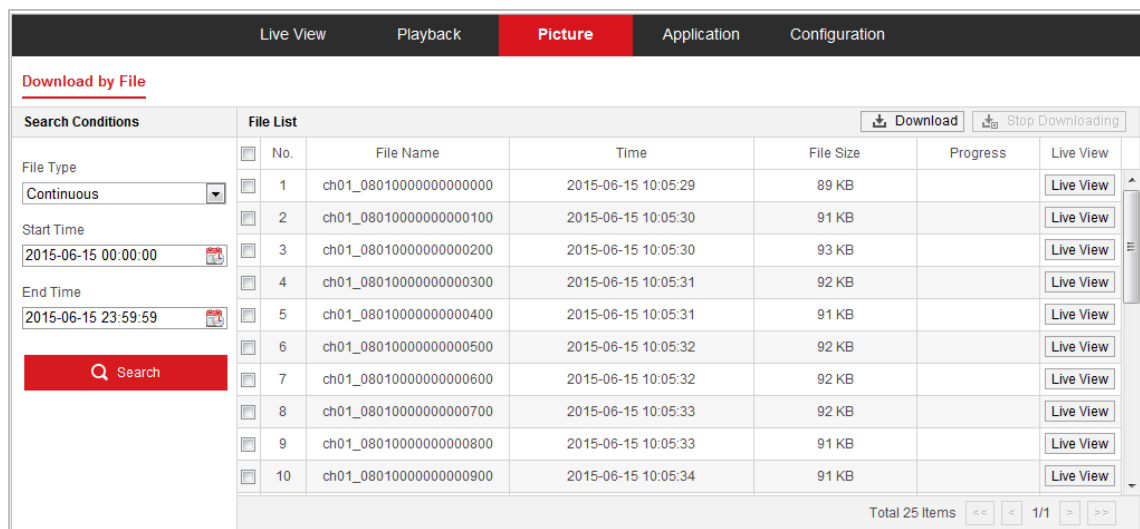 Live View Playback Picture Application Configuration
Download by File
Search Conditions
File Type
Continuous
Start Time
2015-06-15 00:00:00
End Time
2015-06-15 23:59:59
Search
File List Download Stop Downloading
No. File Name Time File Size Progress Live View
1 ch01_08010000000000000 2015-06-15 10:05:29 89 KB Live View
2 ch01_08010000000000100 2015-06-15 10:05:30 91 KB Live View
3 ch01_08010000000000200 2015-06-15 10:05:30 93 KB Live View
4 ch01_08010000000000300 2015-06-15 10:05:31 92 KB Live View
5 ch01_08010000000000400 2015-06-15 10:05:31 91 KB Live View
6 ch01_08010000000000500 2015-06-15 10:05:32 92 KB Live View
7 ch01_08010000000000600 2015-06-15 10:05:32 92 KB Live View
8 ch01_08010000000000700 2015-06-15 10:05:33 92 KB Live View
9 ch01_08010000000000800 2015-06-15 10:05:33 91 KB Live View
10 ch01_08010000000000900 2015-06-15 10:05:34 91 KB Live View
Total 25 Items << < 1/1 > >>